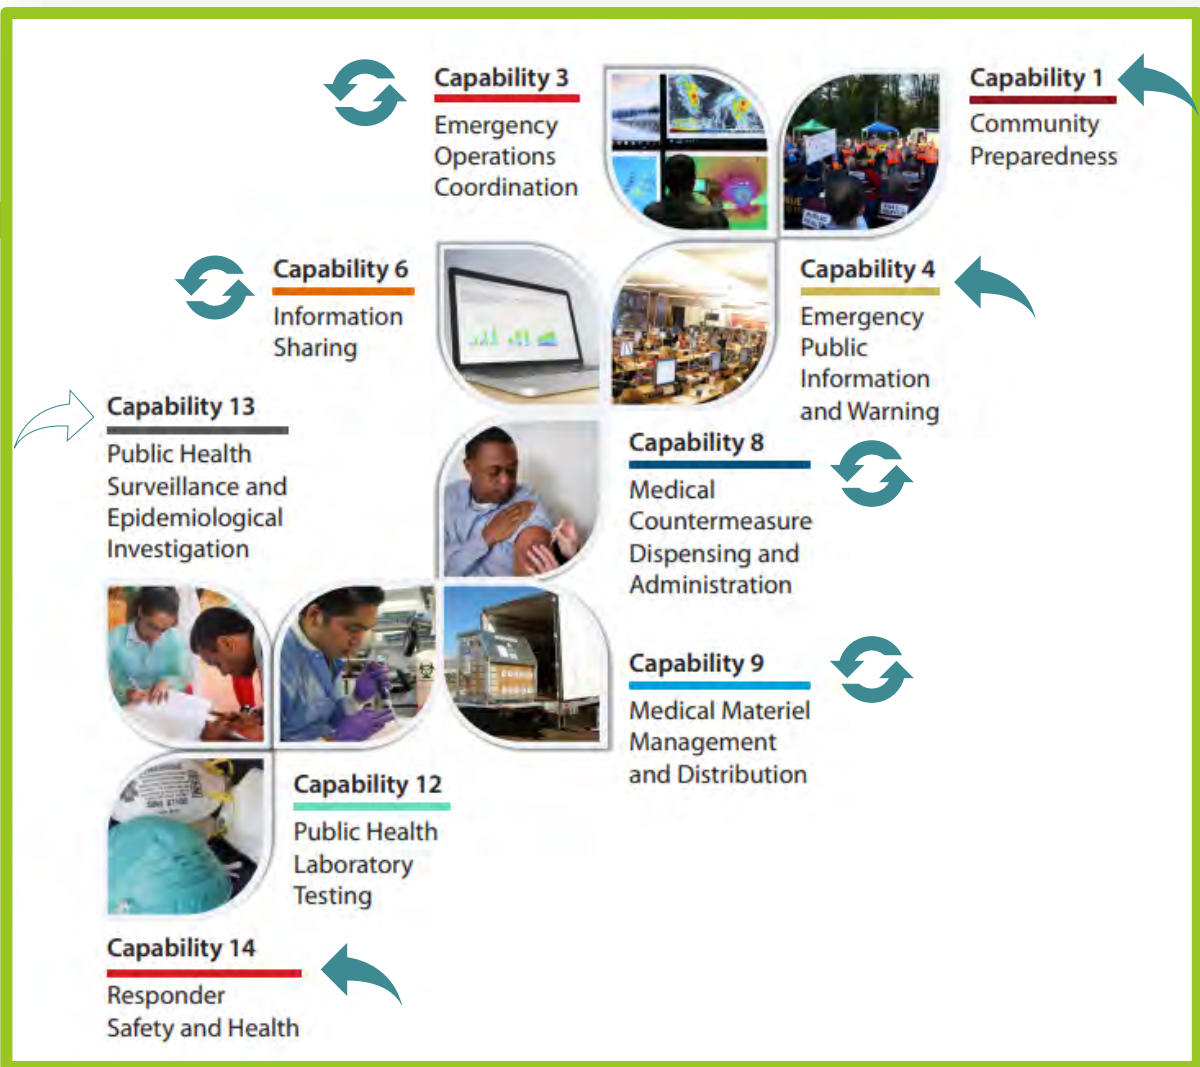 Capability 3
Emergency
Operations
Coordination
Capability 1
Community
Preparedness
Capability 6
Information
Sharing
Capability 4
Emergency
Public
Information
and Warning
Capability 13
Public Health
Surveillance and
Epidemiological
Investigation
Capability 8
Medical
Countermeasure
Dispensing and
Administration
Capability 9
Medical Materiel
Management
and Distribution
Capability 12
Public Health
Laboratory
Testing
Capability 14
Responder
Safety and Health